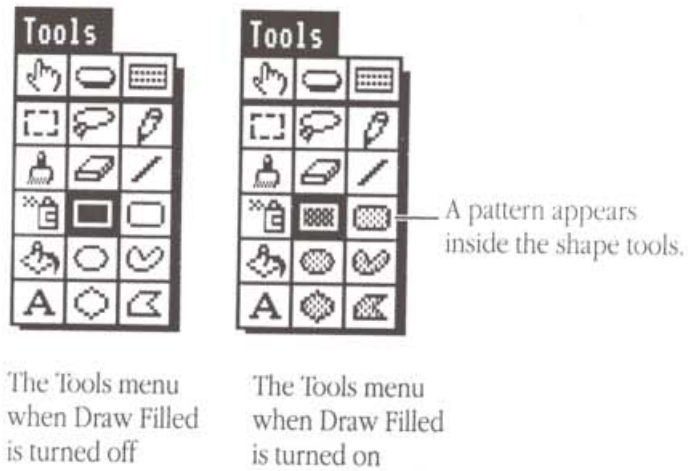 Tools
Tools
A pattern appears
inside the shape tools.
The Tools menu
when Draw Filled
is turned off
The Tools menu
when Draw Filled
is turned on